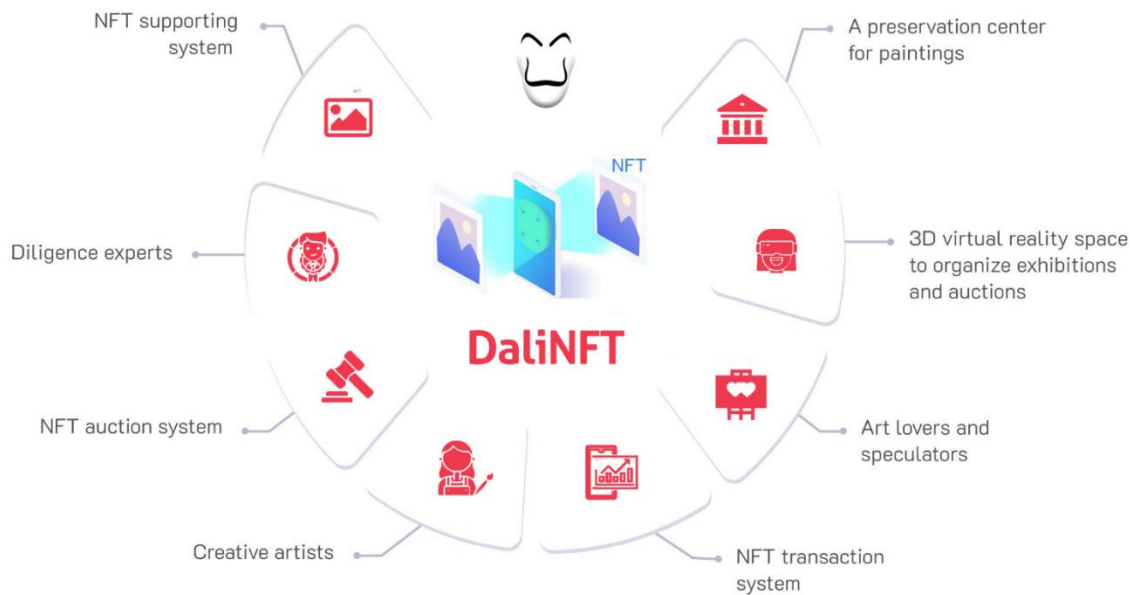 NFT supporting
system
A preservation center
for paintings
NFT
Diligence experts
3D virtual reality space
to organize exhibitions
and auctions
DaliNFT
NFT auction system
Art lovers and
speculators
Creative artists
NFT transaction
system